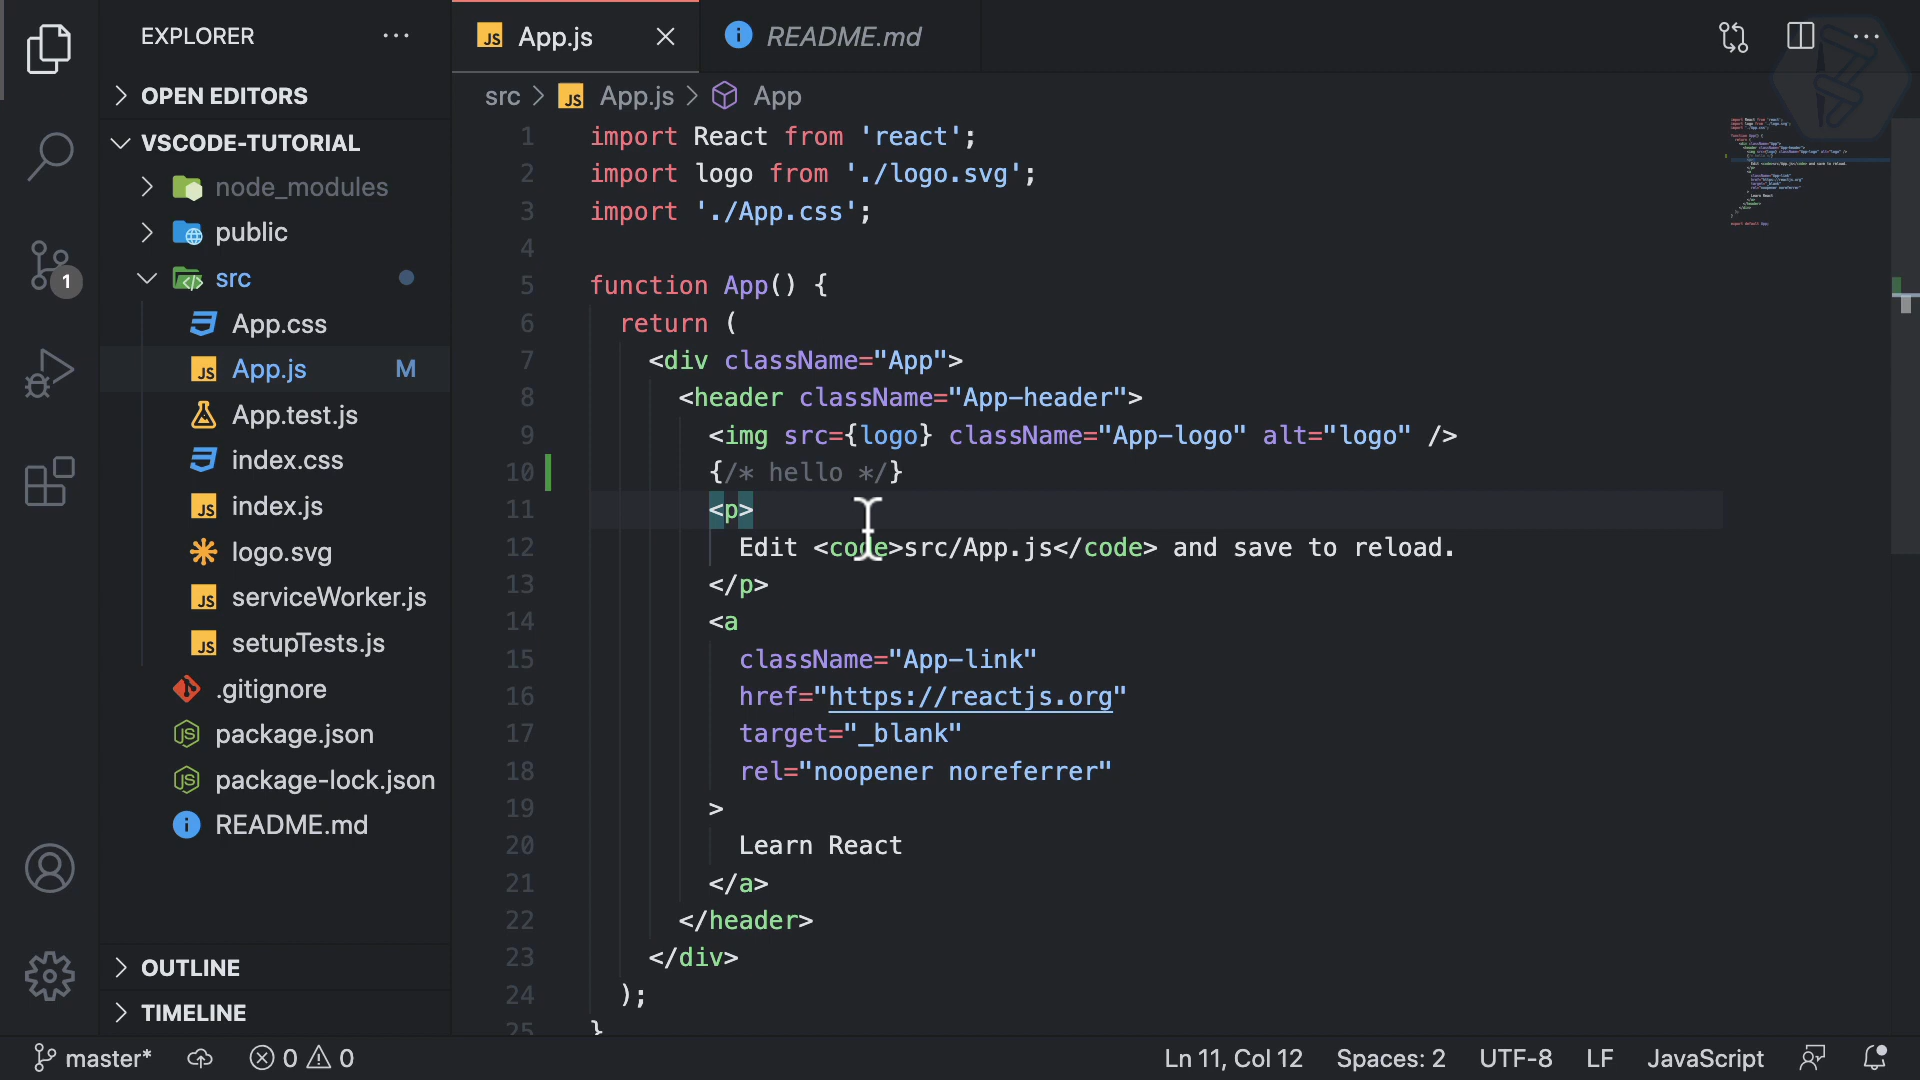 EXPLORER
OPEN EDITORS
VSCODE-TUTORIAL
node_modules
public
src
App.css
App.js M
App.test.js
index.css
index.js
logo.svg
serviceWorker.js
setupTests.js
.gitignore
package.json
package-lock.json
README.md
OUTLINE
TIMELINE
1
JS App.js
README.md
src > JS App.js > App
1 import React from 'react';
2 import logo from './logo.svg';
3 import './App.css';
4
5 function App() {
6 return (
7 <div className="App">
8 <header className="App-header">
9 <img src={logo} className="App-logo" alt="logo" />
10 {/* hello */}
11 <p>
12 Edit <code>src/App.js</code> and save to reload.
13 </p>
14 <a
15 className="App-link"
16 href="https://reactjs.org"
17 target="_blank"
18 rel="noopener noreferrer"
19 >
20 Learn React
21 </a>
22 </header>
23 </div>
24 );
25 }
master* 0 0 Ln 11, Col 12 Spaces: 2 UTF-8 LF JavaScript